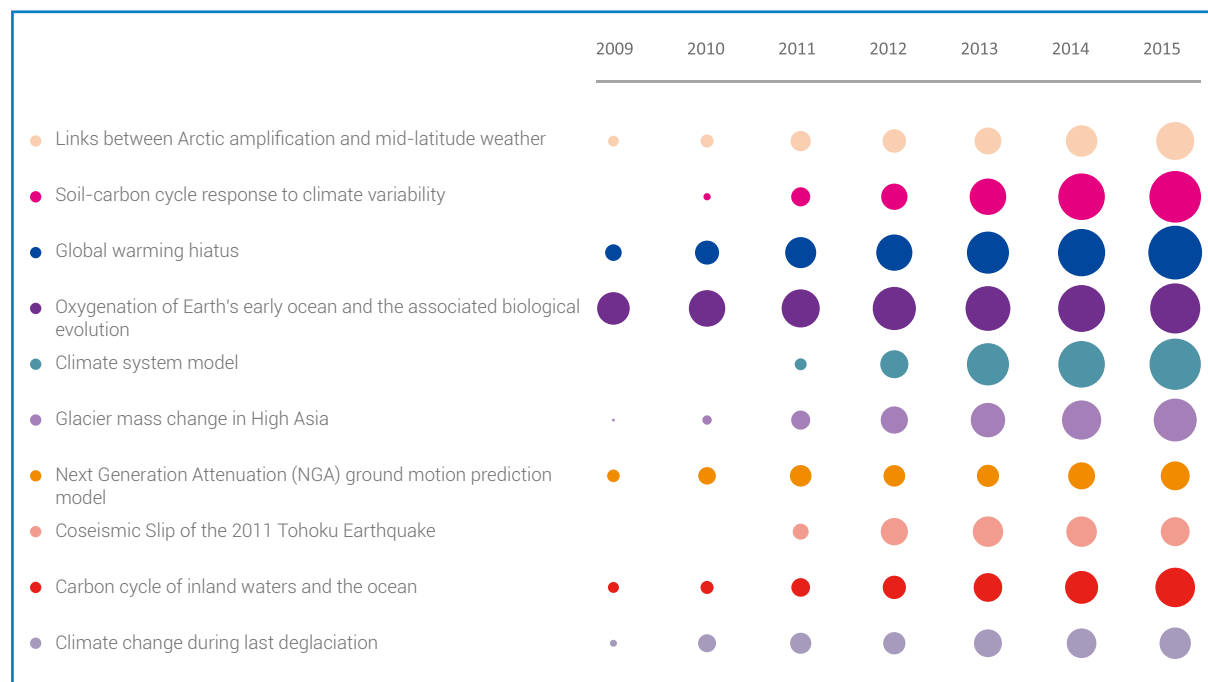 2009 2010 2011 2012 2013 2014 2015
Links between Arctic amplification and mid-latitude weather
Soil-carbon cycle response to climate variability
Global warming hiatus
Oxygenation of Earth's early ocean and the associated biological
evolution
Climate system model
Glacier mass change in High Asia
Next Generation Attenuation (NGA) ground motion prediction
model
Coseismic Slip of the 2011 Tohoku Earthquake
Carbon cycle of inland waters and the ocean
Climate change during last deglaciation